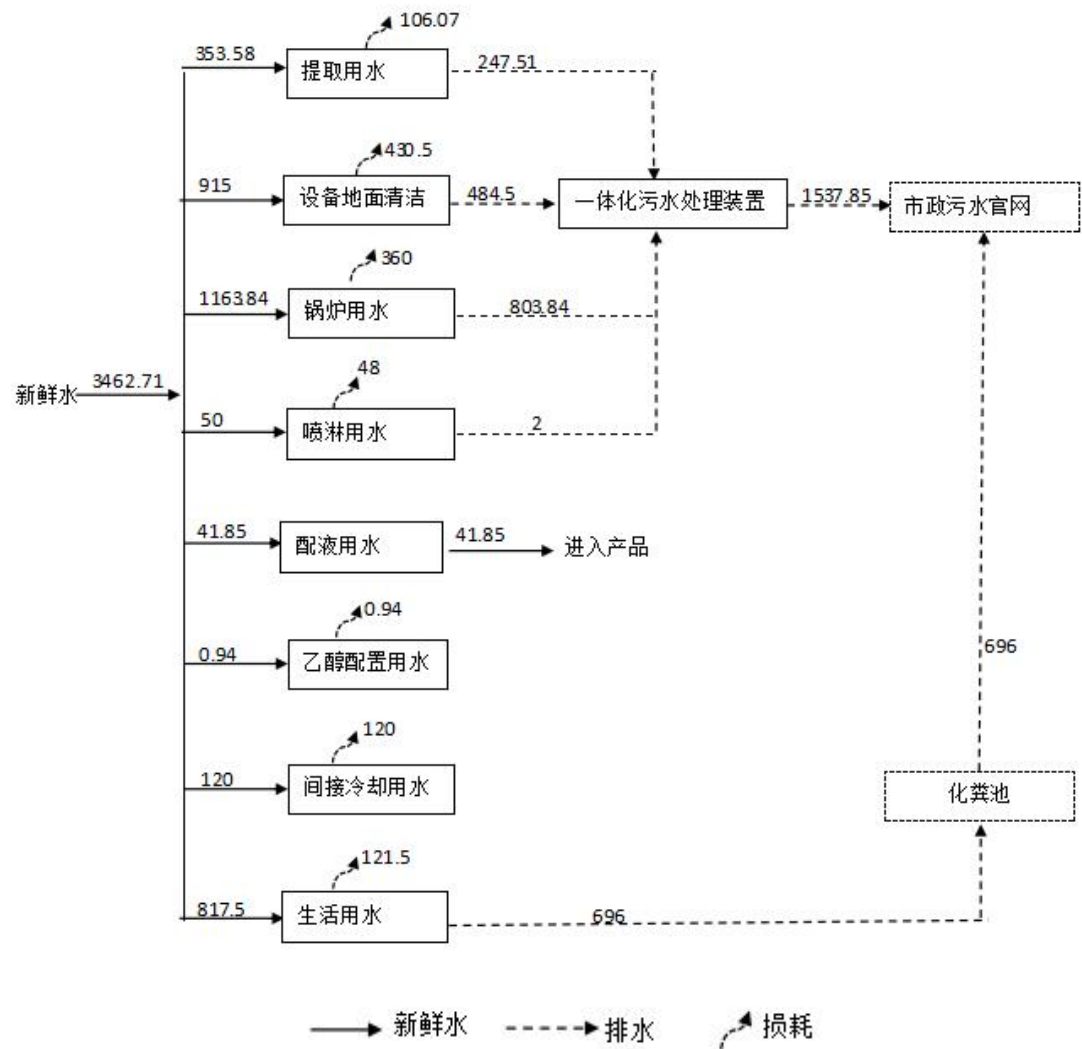 106.07
353.58
提取用水
247.51
430.5
915
设备地面清洁
484.5
一体化污水处理装置
1537.85
市政污水官网
360
1163.84
锅炉用水
803.84
新鲜水
3462.71
48
50
喷淋用水
2
41.85
配液用水
41.85
进入产品
0.94
0.94
乙醇配置用水
696
120
120
间接冷却用水
化粪池
121.5
817.5
生活用水
696
新鲜水
排水
损耗